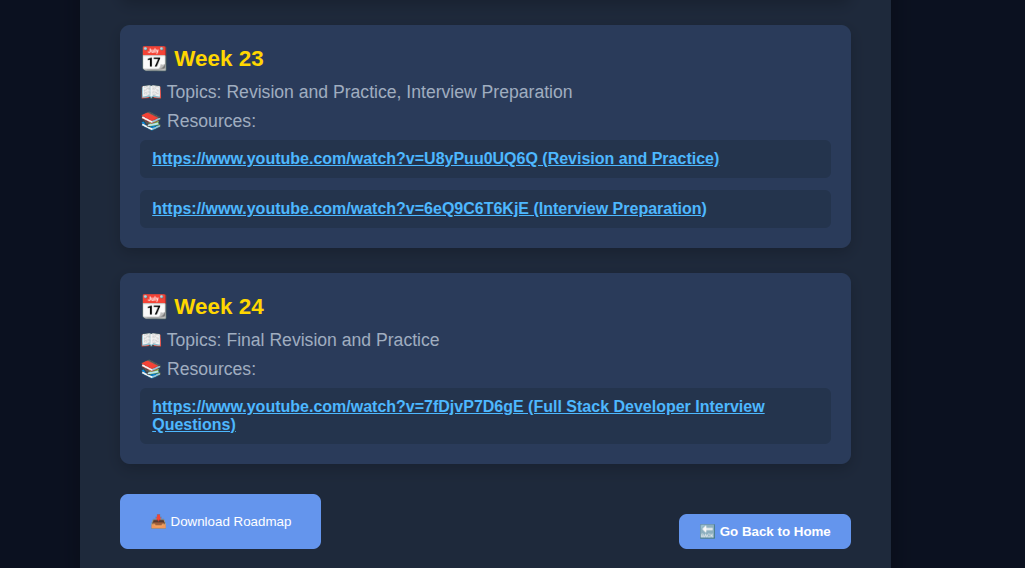 📆 Week 23
📖 Topics: Revision and Practice, Interview Preparation
📚 Resources:
https://www.youtube.com/watch?v=U8yPuu0UQ6Q (Revision and Practice)
https://www.youtube.com/watch?v=6eQ9C6T6KjE (Interview Preparation)
📆 Week 24
📖 Topics: Final Revision and Practice
📚 Resources:
https://www.youtube.com/watch?v=7fDjvP7D6gE (Full Stack Developer Interview
Questions)
📥 Download Roadmap
🔙 Go Back to Home